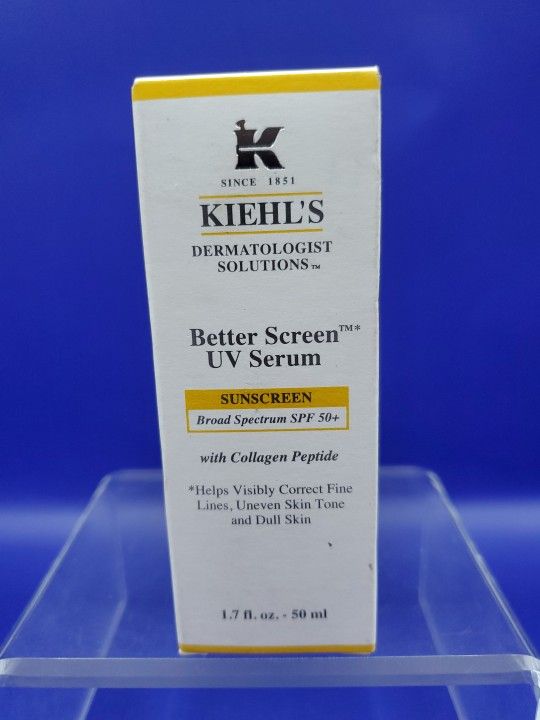 K
SINCE 1851
KIEHL'S
DERMATOLOGIST
SOLUTIONS™
Better Screen™*
UV Serum
SUNSCREEN
Broad Spectrum SPF 50+
with Collagen Peptide
*Helps Visibly Correct Fine
Lines, Uneven Skin Tone
and Dull Skin
1.7 fl. oz. - 50 ml